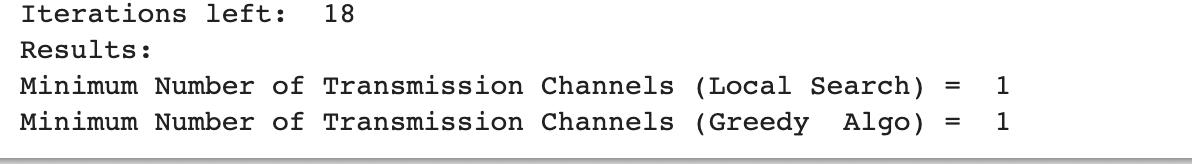 Iterations left:  18
Results:
Minimum Number of Transmission Channels (Local Search) =  1
Minimum Number of Transmission Channels (Greedy  Algo) =  1